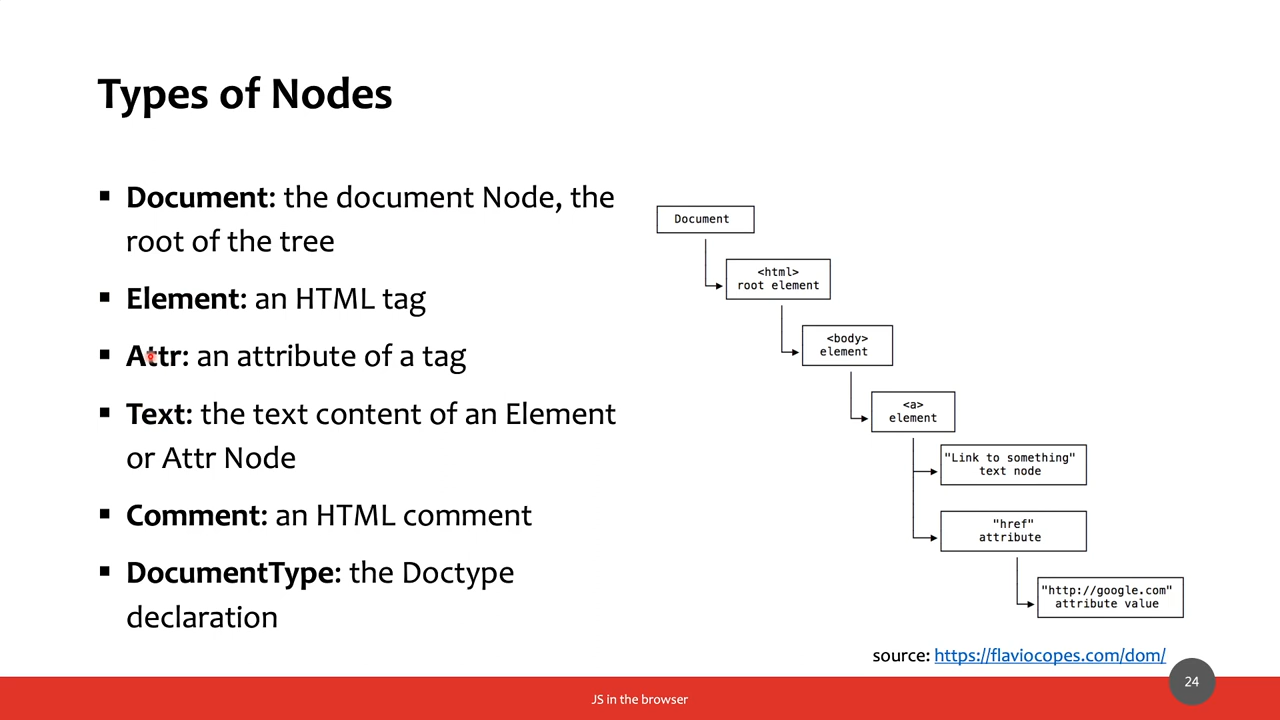 Types of Nodes
▪ Document: the document Node, the
root of the tree
▪ Element: an HTML tag
▪ Attr: an attribute of a tag
▪ Text: the text content of an Element
or Attr Node
▪ Comment: an HTML comment
▪ DocumentType: the Doctype
declaration
Document
<html>
root element
<body>
element
<a>
element
"Link to something"
text node
"href"
attribute
"http://google.com"
attribute value
source: https://flaviocopes.com/dom/
24
JS in the browser